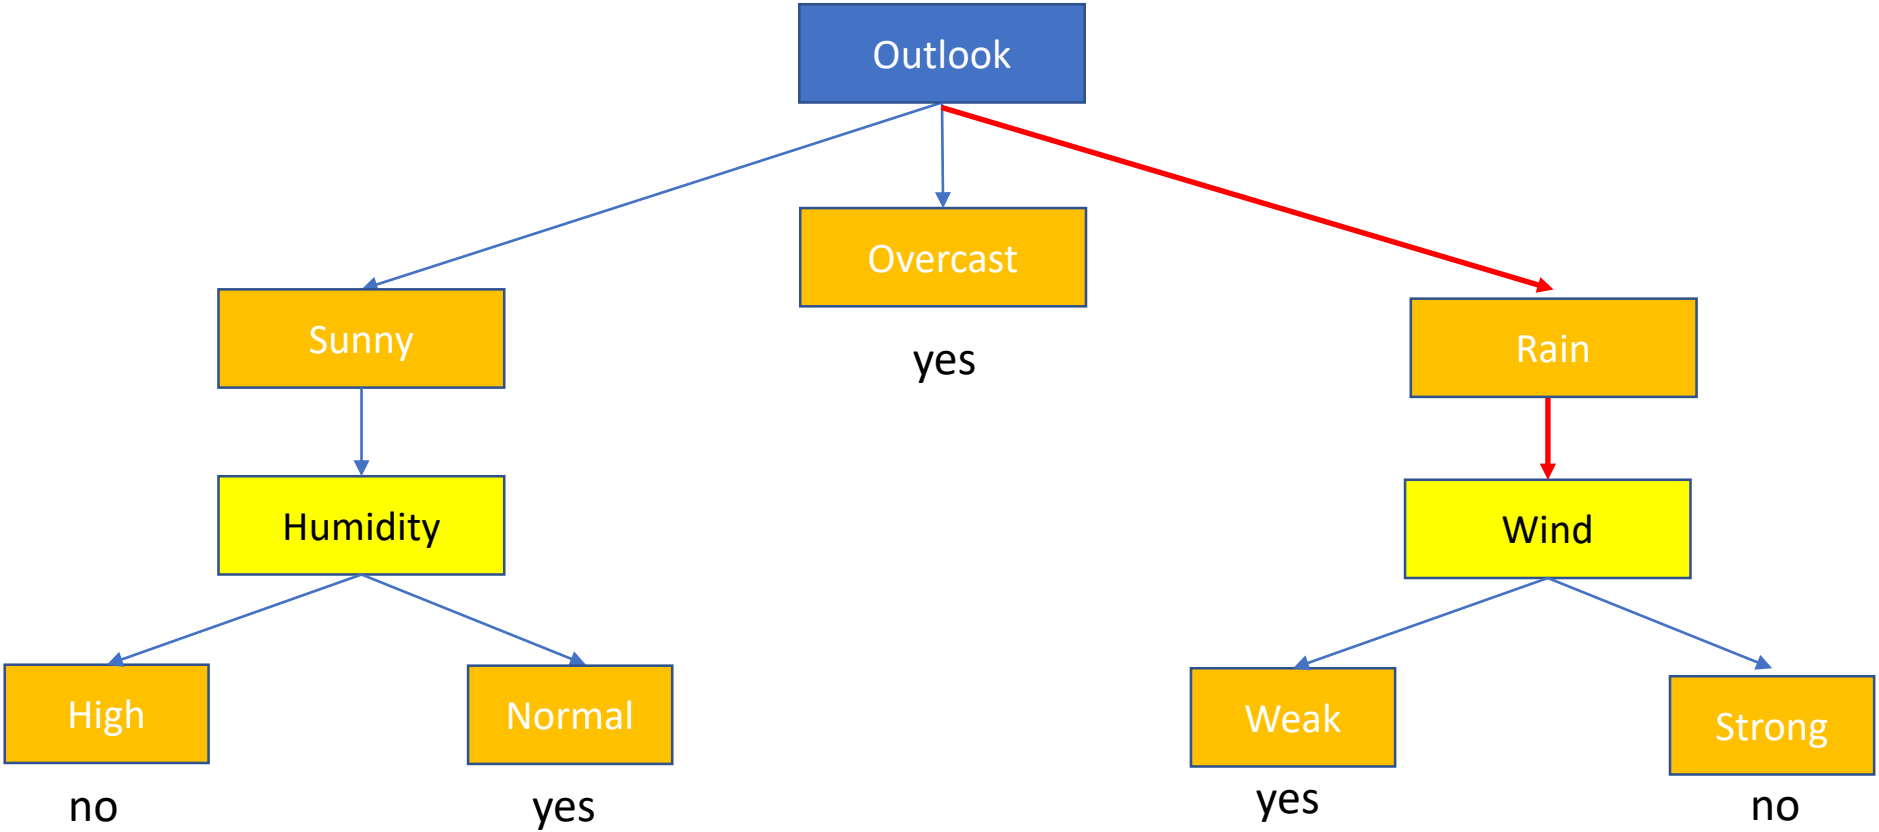 Outlook
Overcast
Sunny
Rain
yes
Humidity
Wind
High
Normal
Weak
Strong
no
yes
yes
no